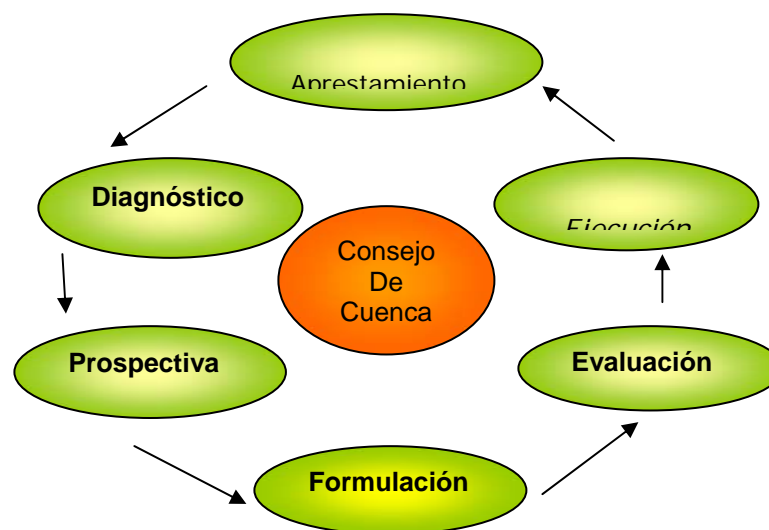 Aprestamiento
Diagnóstico
Ejecución
Consejo
De
Cuenca
Prospectiva
Evaluación
Formulación